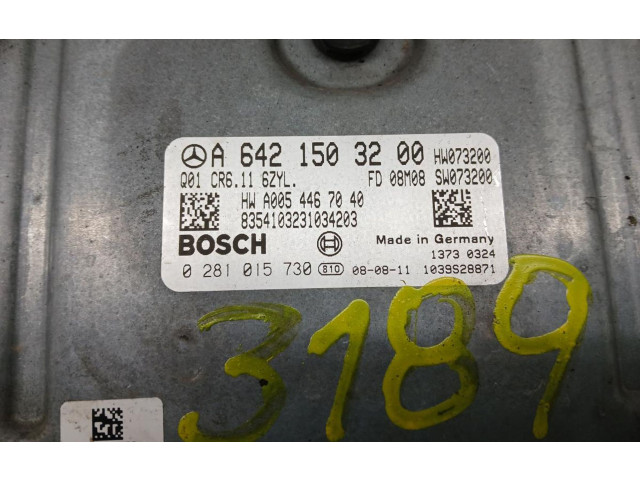 A 642 150 32 00 HW073200
Q01 CR6.11 6ZYL. FD 08M08 SW073200
HW A005 446 70 40
8354103231034203
BOSCH
Made in Germany
1373 0324
0 281 015 730 810 08-08-11 1039S28871
3189